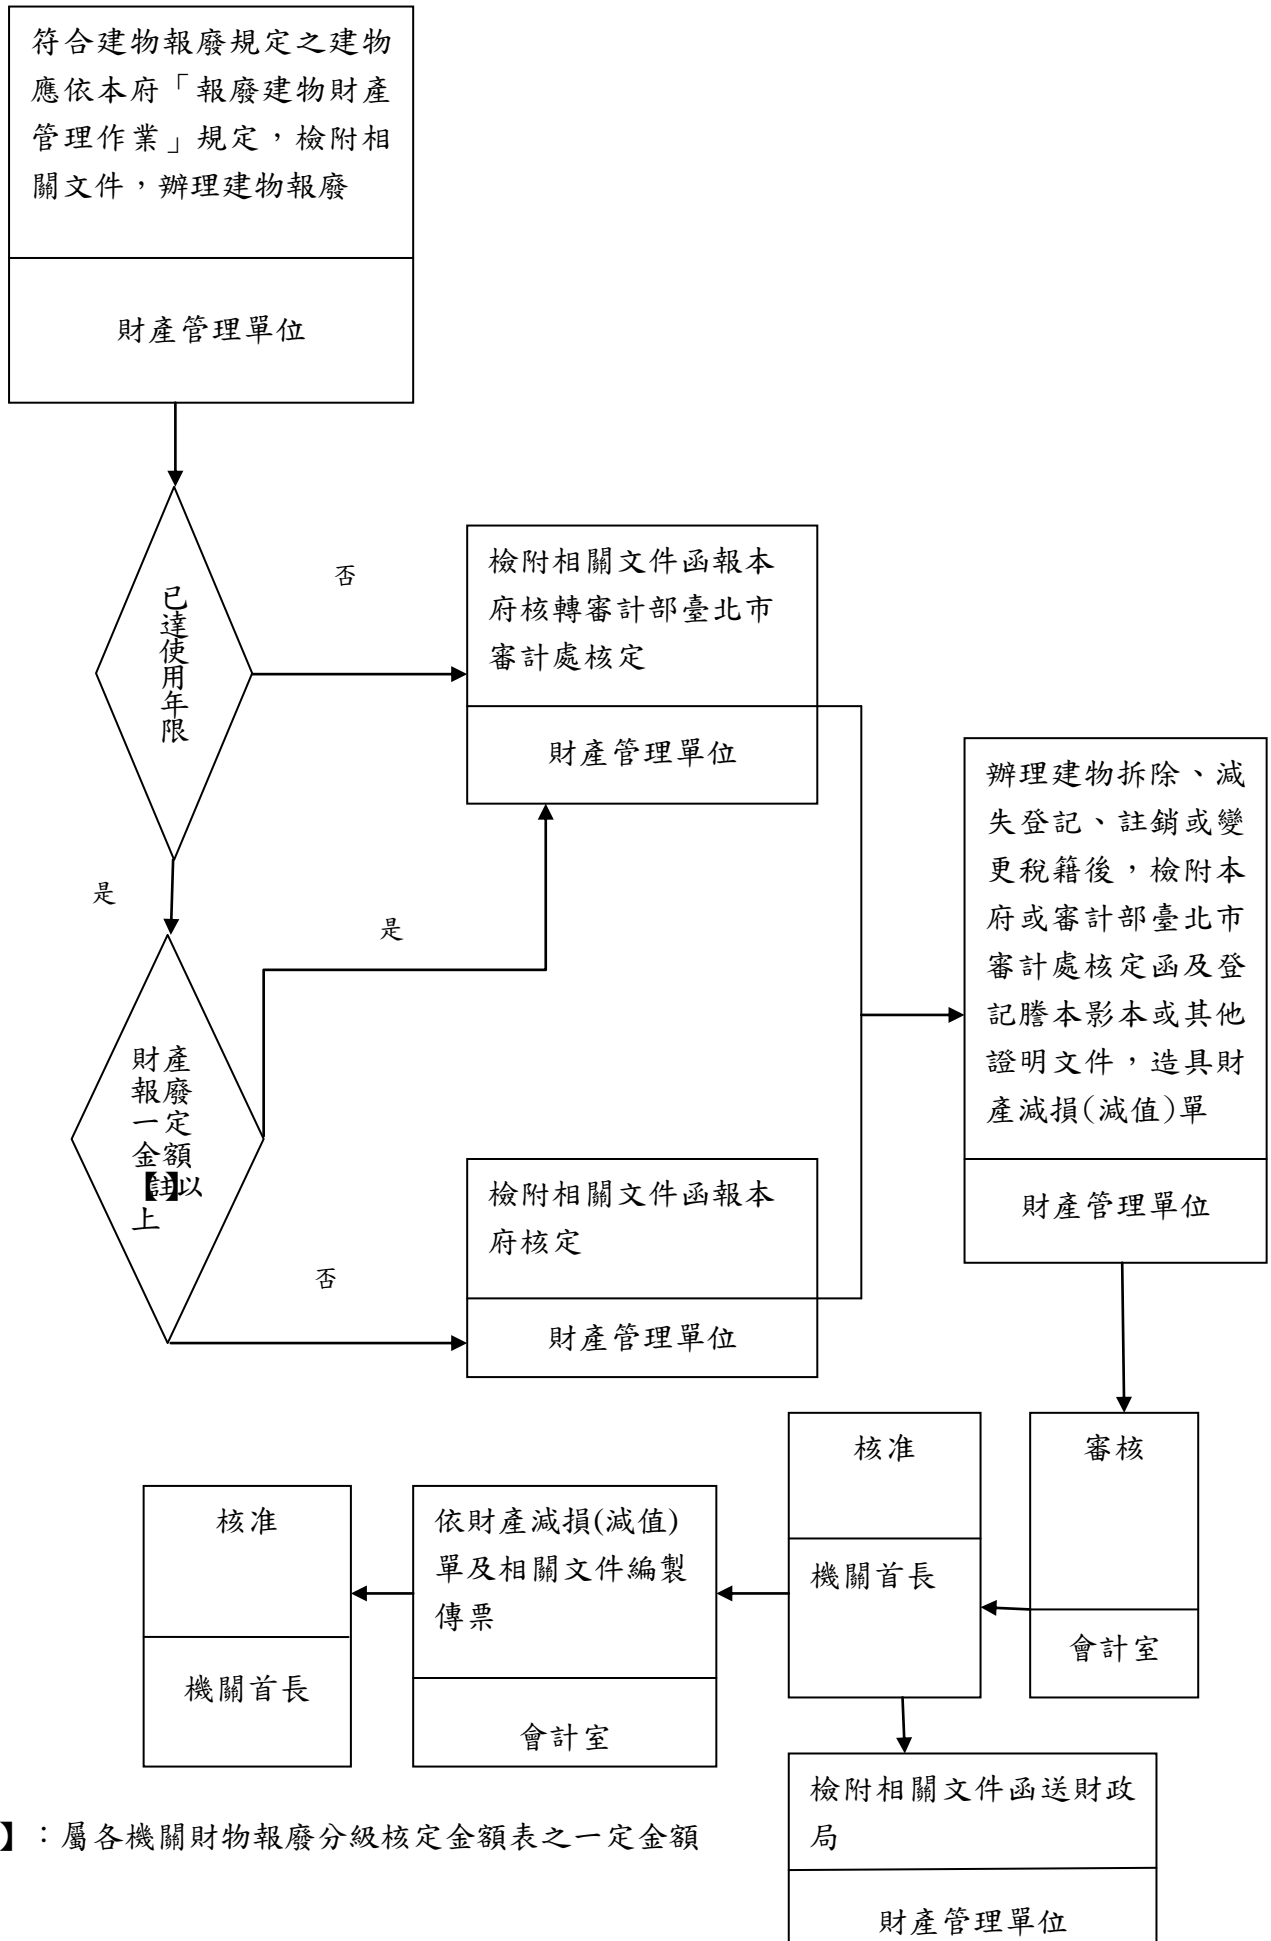 符合建物報廢規定之建物
應依本府「報廢建物財產
管理作業」規定，檢附相
關文件，辦理建物報廢
財產管理單位
已達使用年限
否
檢附相關文件函報本
府核轉審計部臺北市
審計處核定
財產管理單位
是
是
財產
報廢
一定
金額
【註】以
上
否
檢附相關文件函報本
府核定
財產管理單位
辦理建物拆除、減
失登記、註銷或變
更稅籍後，檢附本
府或審計部臺北市
審計處核定函及登
記謄本影本或其他
證明文件，造具財
產減損(減值)單
財產管理單位
審核
會計室
核准
機關首長
依財產減損(減值)
單及相關文件編製
傳票
會計室
核准
機關首長
檢附相關文件函送財政
局
財產管理單位
】：屬各機關財物報廢分級核定金額表之一定金額